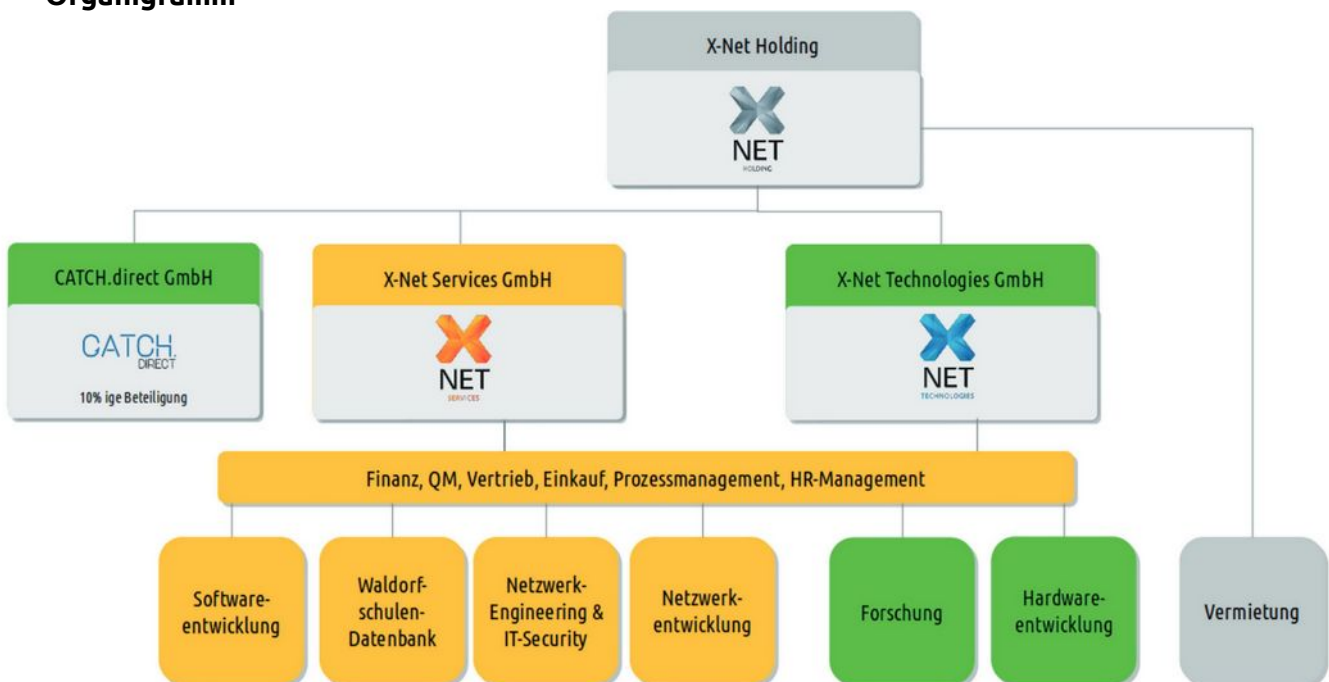 Organigramm
X-Net Holding
NET
HOLDING
CATCH.direct GmbH
CATCH.
DIRECT
10% ige Beteiligung
X-Net Services GmbH
NET
SERVICES
X-Net Technologies GmbH
NET
TECHNOLOGIES
Finanz, QM, Vertrieb, Einkauf, Prozessmanagement, HR-Management
Software-
entwicklung
Waldorf-
schulen-
Datenbank
Netzwerk-
Engineering &
IT-Security
Netzwerk-
entwicklung
Forschung
Hardware-
entwicklung
Vermietung